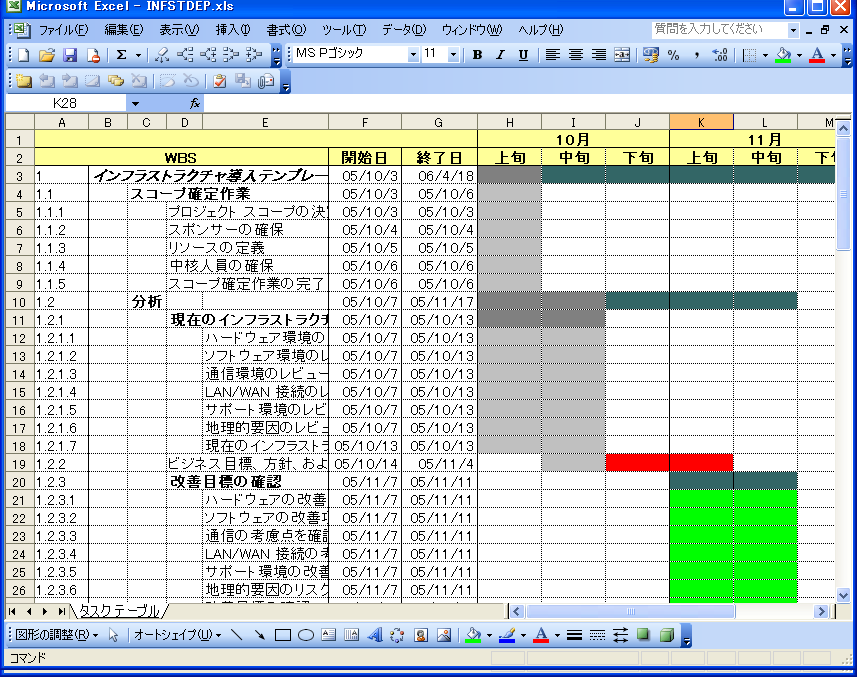 Microsoft Excel - INFSTDEP.xls
ファイル(F) 編集(E) 表示(V) 挿入(I) 書式(O) ツール(T) データ(D) ウィンドウ(W) ヘルプ(H) 質問を入力してください
Σ MS Pゴシック 11 B I U %
K28 fx
A B C D E F G H I J K L M
1 10月 11月
2 WBS 開始日 終了日 上旬 中旬 下旬 上旬 中旬
3 1 インフラストラクチャ導入テンプレー 05/10/3 06/4/18
4 1.1 スコープ確定作業 05/10/3 05/10/6
5 1.1.1 プロジェクト スコープの決 05/10/3 05/10/3
6 1.1.2 スポンサーの確保 05/10/4 05/10/4
7 1.1.3 リソースの定義 05/10/5 05/10/5
8 1.1.4 中核人員の確保 05/10/6 05/10/6
9 1.1.5 スコープ確定作業の完了 05/10/6 05/10/6
10 1.2 分析 05/10/7 05/11/17
11 1.2.1 現在のインフラストラクチ 05/10/7 05/10/13
12 1.2.1.1 ハードウェア環境の 05/10/7 05/10/13
13 1.2.1.2 ソフトウェア環境のレ 05/10/7 05/10/13
14 1.2.1.3 通信環境のレビュー 05/10/7 05/10/13
15 1.2.1.4 LAN/WAN 接続のレ 05/10/7 05/10/13
16 1.2.1.5 サポート環境のレビ 05/10/7 05/10/13
17 1.2.1.6 地理的要因のレビュ 05/10/7 05/10/13
18 1.2.1.7 現在のインフラストラ 05/10/13 05/10/13
19 1.2.2 ビジネス目標、方針、およ 05/10/14 05/11/4
20 1.2.3 改善目標の確認 05/11/7 05/11/11
21 1.2.3.1 ハードウェアの改善 05/11/7 05/11/11
22 1.2.3.2 ソフトウェアの改善項 05/11/7 05/11/11
23 1.2.3.3 通信の考慮点を確認 05/11/7 05/11/11
24 1.2.3.4 LAN/WAN 接続の考 05/11/7 05/11/11
25 1.2.3.5 サポート環境の改善 05/11/7 05/11/11
26 1.2.3.6 地理的要因のリスク 05/11/7 05/11/11
タスクテーブル
図形の調整(R) オートシェイプ(U) A
コマンド